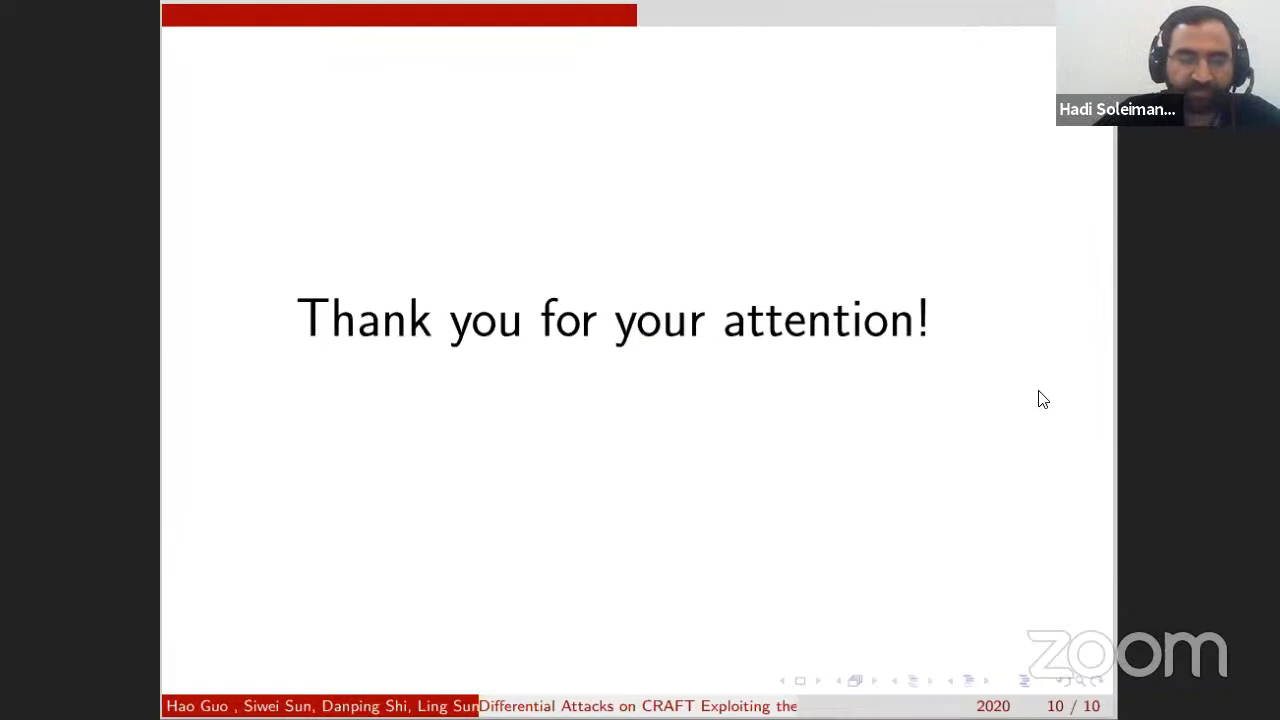 Hadi Soleiman...
Thank you for your attention!
zoom
Hao Guo , Siwei Sun, Danping Shi, Ling Sun Differential Attacks on CRAFT Exploiting the 2020 10 / 10